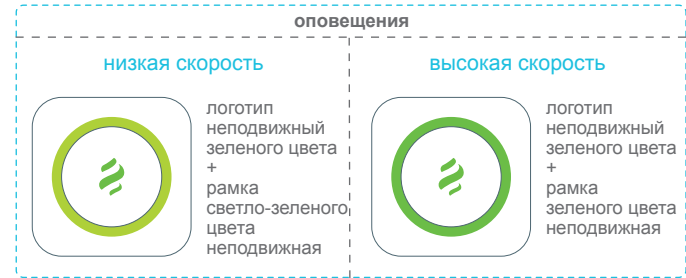 оповещения
низкая скорость
логотип
неподвижный
зеленого цвета
+
рамка
светло-зеленого
цвета
неподвижная
высокая скорость
логотип
неподвижный
зеленого цвета
+
рамка
зеленого цвета
неподвижная